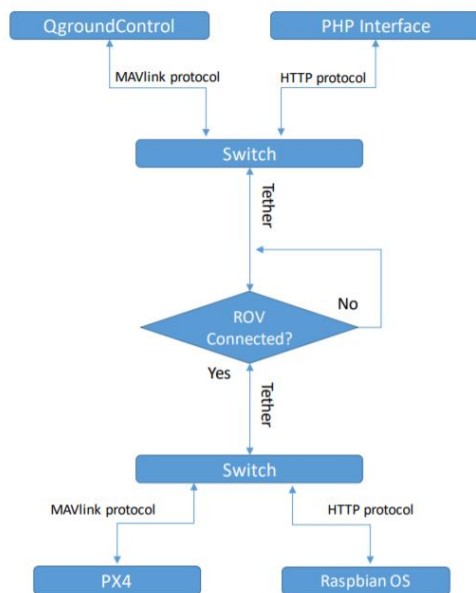 QgroundControl
PHP Interface
MAVlink protocol
HTTP protocol
Switch
Tether
No
ROV
Connected?
Yes
Tether
Switch
MAVlink protocol
HTTP protocol
PX4
Raspbian OS